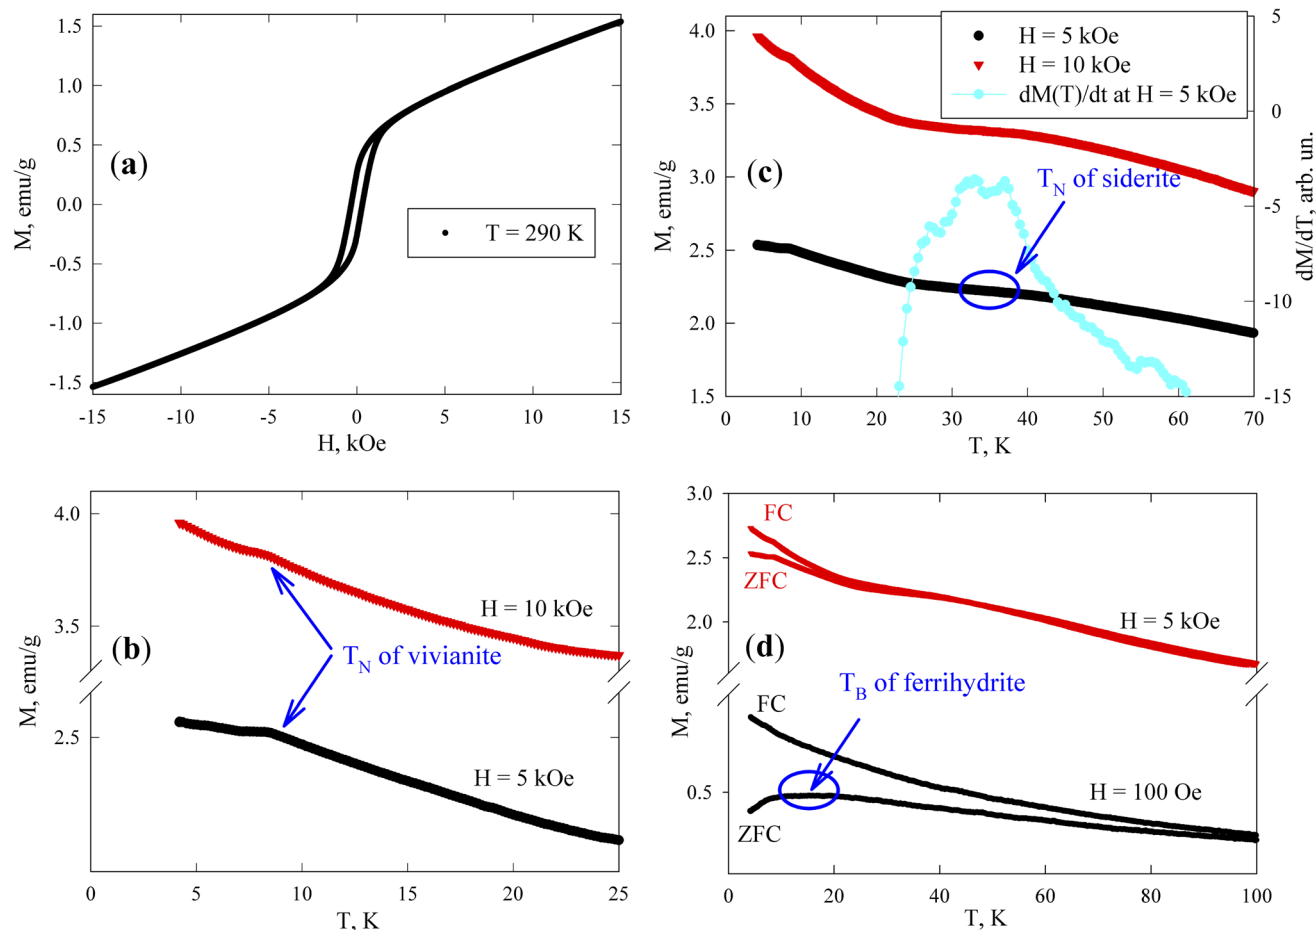 (a)
M, emu/g
1.5
1.0
0.5
0.0
-0.5
-1.0
-1.5
T = 290 K
-15 -10 -5 0 5 10 15
H, kOe
(c)
M, emu/g
4.0
3.5
3.0
2.5
2.0
1.5
H = 5 kOe
H = 10 kOe
dM(T)/dt at H = 5 kOe
T_N of siderite
5
0
-5
-10
-15
dM/dT, arb. un.
0 10 20 30 40 50 60 70
T, K
(b)
M, emu/g
4.0
3.5
2.5
H = 10 kOe
T_N of vivianite
H = 5 kOe
0 5 10 15 20 25
T, K
(d)
M, emu/g
3.0
2.5
2.0
0.5
FC
ZFC
H = 5 kOe
T_B of ferrihydrite
FC
H = 100 Oe
ZFC
0 20 40 60 80 100
T, K